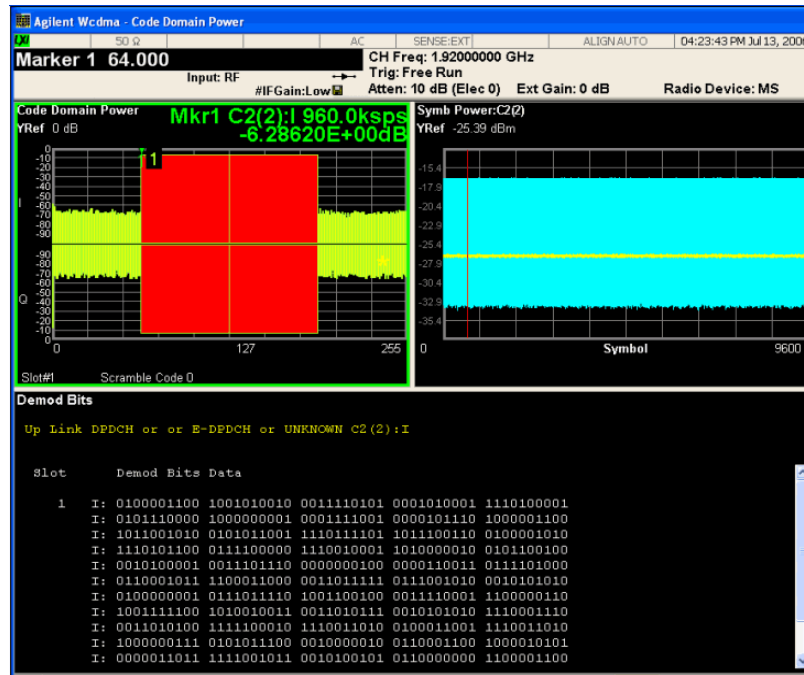 Agilent Wcdma - Code Domain Power
LXI 50 Ω AC SENSE:EXT ALIGN AUTO 04:23:43 PM Jul 13, 200
Marker 1 64.000
Input: RF
#IFGain:Low
CH Freq: 1.92000000 GHz
Trig: Free Run
Atten: 10 dB (Elec 0) Ext Gain: 0 dB Radio Device: MS
Code Domain Power
YRef 0 dB
Mkr1 C2(2):I 960.0ksps
-6.28620E+00dB
0
-10
-20
-30
-40
-50
-60
-70
-80
-90
I
1
-90
-80
-70
-60
-50
-40
-30
-20
-10
0
Q
0 127 255
Slot#1 Scramble Code 0
Symb Power:C2(2)
YRef -25.39 dBm
-15.4
-17.9
-20.4
-22.9
-25.4
-27.9
-30.4
-32.9
-35.4
0 Symbol 9600
Demod Bits
Up Link DPDCH or or E-DPDCH or UNKNOWN C2(2):I
Slot Demod Bits Data
1 I: 0100001100 1001010010 0011110101 0001010001 1110100001
I: 0101110000 1000000001 0001111001 0000101110 1000001100
I: 1011001010 0101011001 1110111101 1011100110 0100001010
I: 1110101100 0111100000 1110010001 1010000010 0101100100
I: 0010100001 0011101110 0000000100 0000110011 0111101000
I: 0110001011 1100011000 0011011111 0111001010 0010101010
I: 0100000001 0111011110 1001100100 0011110001 1100000110
I: 1001111100 1010010011 0011010111 0010101010 1110001110
I: 0011010100 1111100010 1110011010 0100011001 1110011010
I: 1000000111 0101011100 0010000010 0110001100 1000010101
I: 0000011011 1111001011 0010100101 0110000000 1100001100